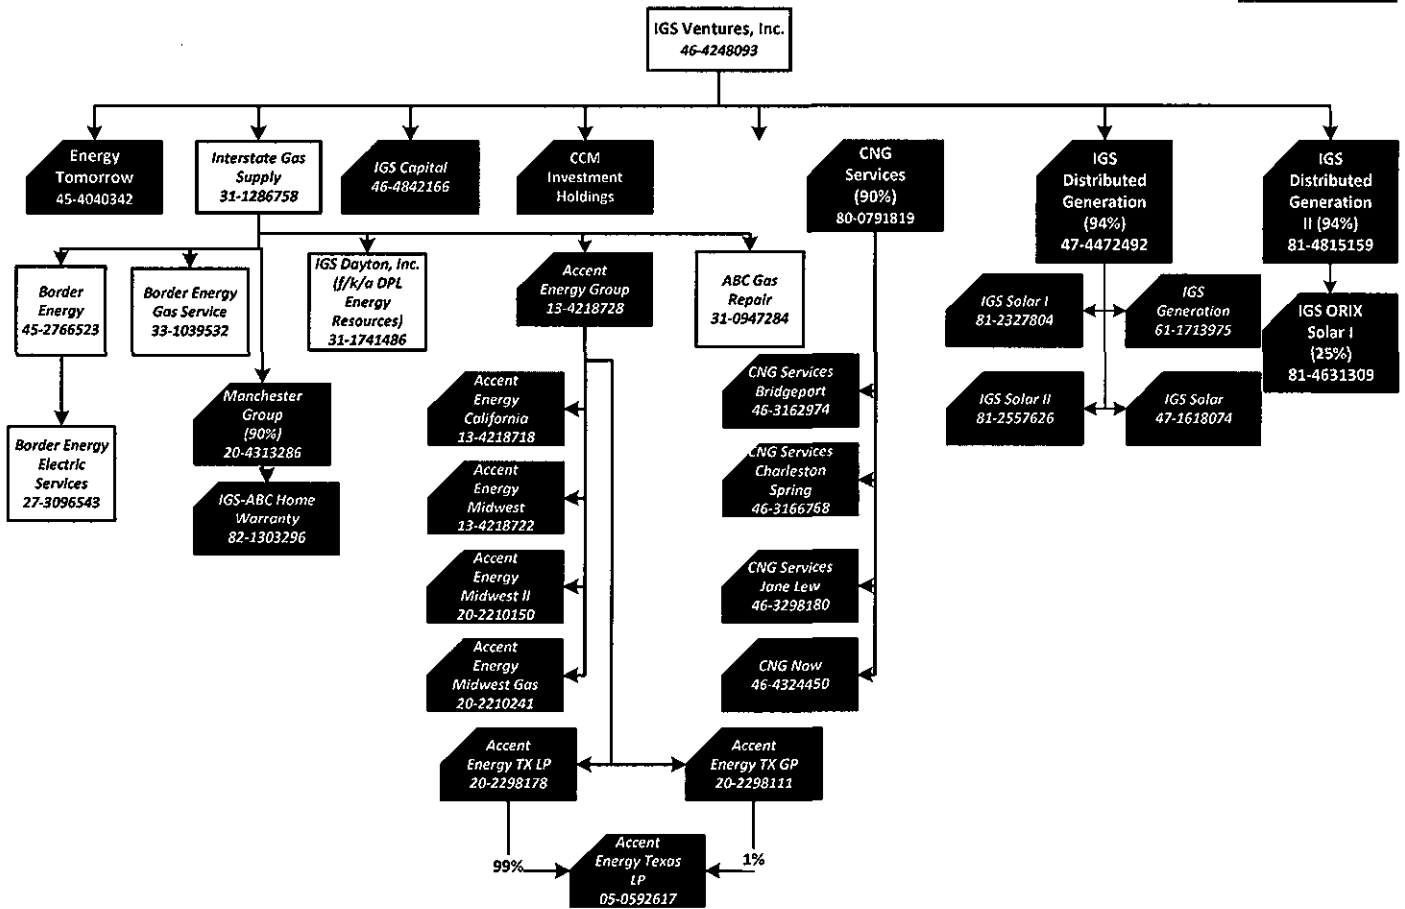 IGS Ventures, Inc.
46-4248093
Energy
Tomorrow
45-4040342
Interstate Gas
Supply
31-1286758
IGS Capital
46-4842166
CCM
Investment
Holdings
CNG
Services
(90%)
80-0791819
IGS
Distributed
Generation
(94%)
47-4472492
IGS
Distributed
Generation
II (94%)
81-4815159
Border
Energy
45-2766523
Border Energy
Gas Service
33-1039532
IGS Dayton, Inc.
(f/k/a DPL
Energy
Resources)
31-1741486
Accent
Energy Group
13-4218728
ABC Gas
Repair
31-0947284
IGS Solar I
81-2327804
IGS
Generation
61-1713975
IGS ORIX
Solar I
(25%)
81-4631309
Manchester
Group
(90%)
20-4313286
Accent
Energy
California
13-4218718
CNG Services
Bridgeport
46-3162974
IGS Solar II
81-2557626
IGS Solar
47-1618074
Border Energy
Electric
Services
27-3096543
IGS-ABC Home
Warranty
82-1303296
Accent
Energy
Midwest
13-4218722
CNG Services
Charleston
Spring
46-3166768
Accent
Energy
Midwest II
20-2210150
CNG Services
Jane Lew
46-3298180
Accent
Energy
Midwest Gas
20-2210241
CNG Now
46-4324450
Accent
Energy TX LP
20-2298178
Accent
Energy TX GP
20-2298111
99%
Accent
Energy Texas
LP
05-0592617
1%